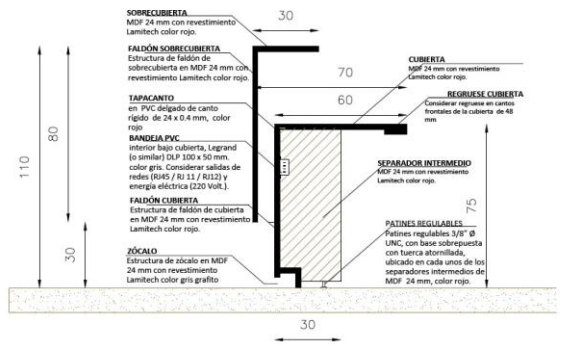 30
SOBRECUBIERTA
MDF 24 mm con revestimiento
Lamitech color rojo.
FALDÓN SOBRECUBIERTA
Estructura de faldón de
sobrecubierta en MDF 24 mm con
revestimiento Lamitech color rojo.
TAPACANTO
en PVC delgado de canto
rígido de 24 x 0.4 mm, color
rojo
BANDEJA PVC
interior bajo cubierta, Legrand
(o similar) DLP 100 x 50 mm.
color gris. Considerar salidas de
redes (RJ45 / RJ 11 / RJ12) y
energía eléctrica (220 Volt.).
FALDÓN CUBIERTA
Estructura de faldón de cubierta
en MDF 24 mm con revestimiento
Lamitech color rojo.
ZÓCALO
Estructura de zócalo en MDF
24 mm con revestimiento
Lamitech color gris grafito
110
80
30
70
60
CUBIERTA
MDF 24 mm con revestimiento
Lamitech color rojo.
REGRUESE CUBIERTA
Considerar regruese en cantos
frontales de la cubierta de 48
mm
SEPARADOR INTERMEDIO
MDF 24 mm con revestimiento
Lamitech color rojo.
75
PATINES REGULABLES
Patines regulables 3/8" Ø
UNC, con base sobrepuesta
con tuerca atornillada,
ubicado en cada unos de los
separadores intermedios de
MDF 24 mm, color rojo.
30